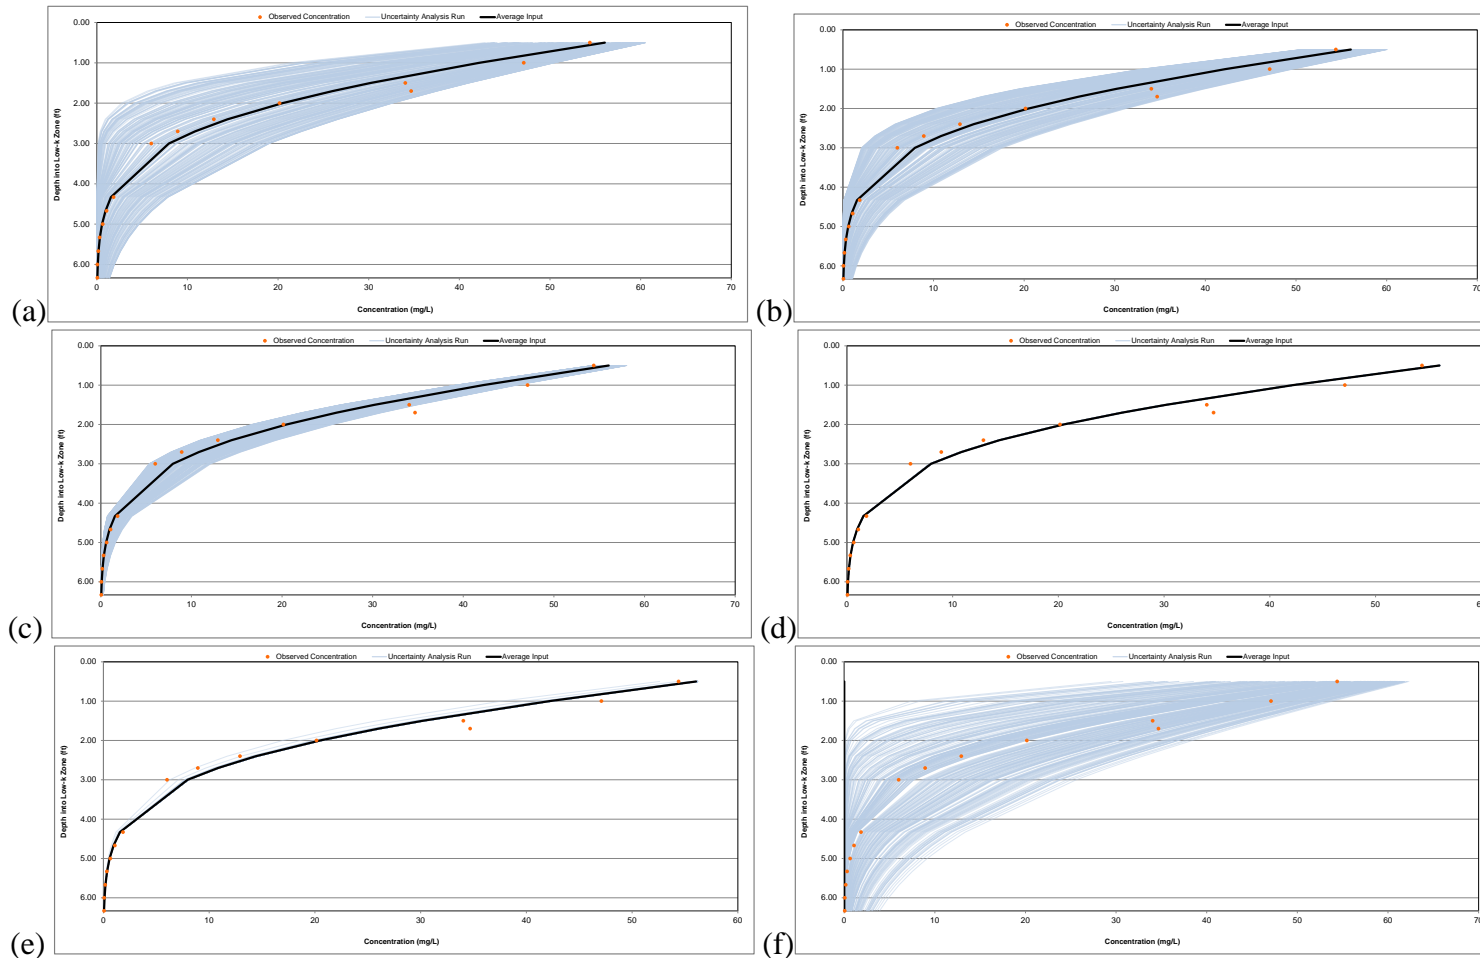 Observed Concentration Uncertainty Analysis Run Average Input
0.00
1.00
2.00
3.00
4.00
5.00
6.00
Depth into Low-k Zone (ft)
0 10 20 30 40 50 60 70
Concentration (mg/L)
(a)
Observed Concentration Uncertainty Analysis Run Average Input
0.00
1.00
2.00
3.00
4.00
5.00
6.00
Depth into Low-k Zone (ft)
0 10 20 30 40 50 60 70
Concentration (mg/L)
(b)
Observed Concentration Uncertainty Analysis Run Average Input
0.00
1.00
2.00
3.00
4.00
5.00
6.00
Depth into Low-k Zone (ft)
0 10 20 30 40 50 60 70
Concentration (mg/L)
(c)
Observed Concentration Uncertainty Analysis Run Average Input
0.00
1.00
2.00
3.00
4.00
5.00
6.00
Depth into Low-k Zone (ft)
0 10 20 30 40 50 60
Concentration (mg/L)
(d)
Observed Concentration Uncertainty Analysis Run Average Input
0.00
1.00
2.00
3.00
4.00
5.00
6.00
Depth into Low-k Zone (ft)
0 10 20 30 40 50 60
Concentration (mg/L)
(e)
Observed Concentration Uncertainty Analysis Run Average Input
0.00
1.00
2.00
3.00
4.00
5.00
6.00
Depth into Low-k Zone (ft)
0 10 20 30 40 50 60 70
Concentration (mg/L)
(f)